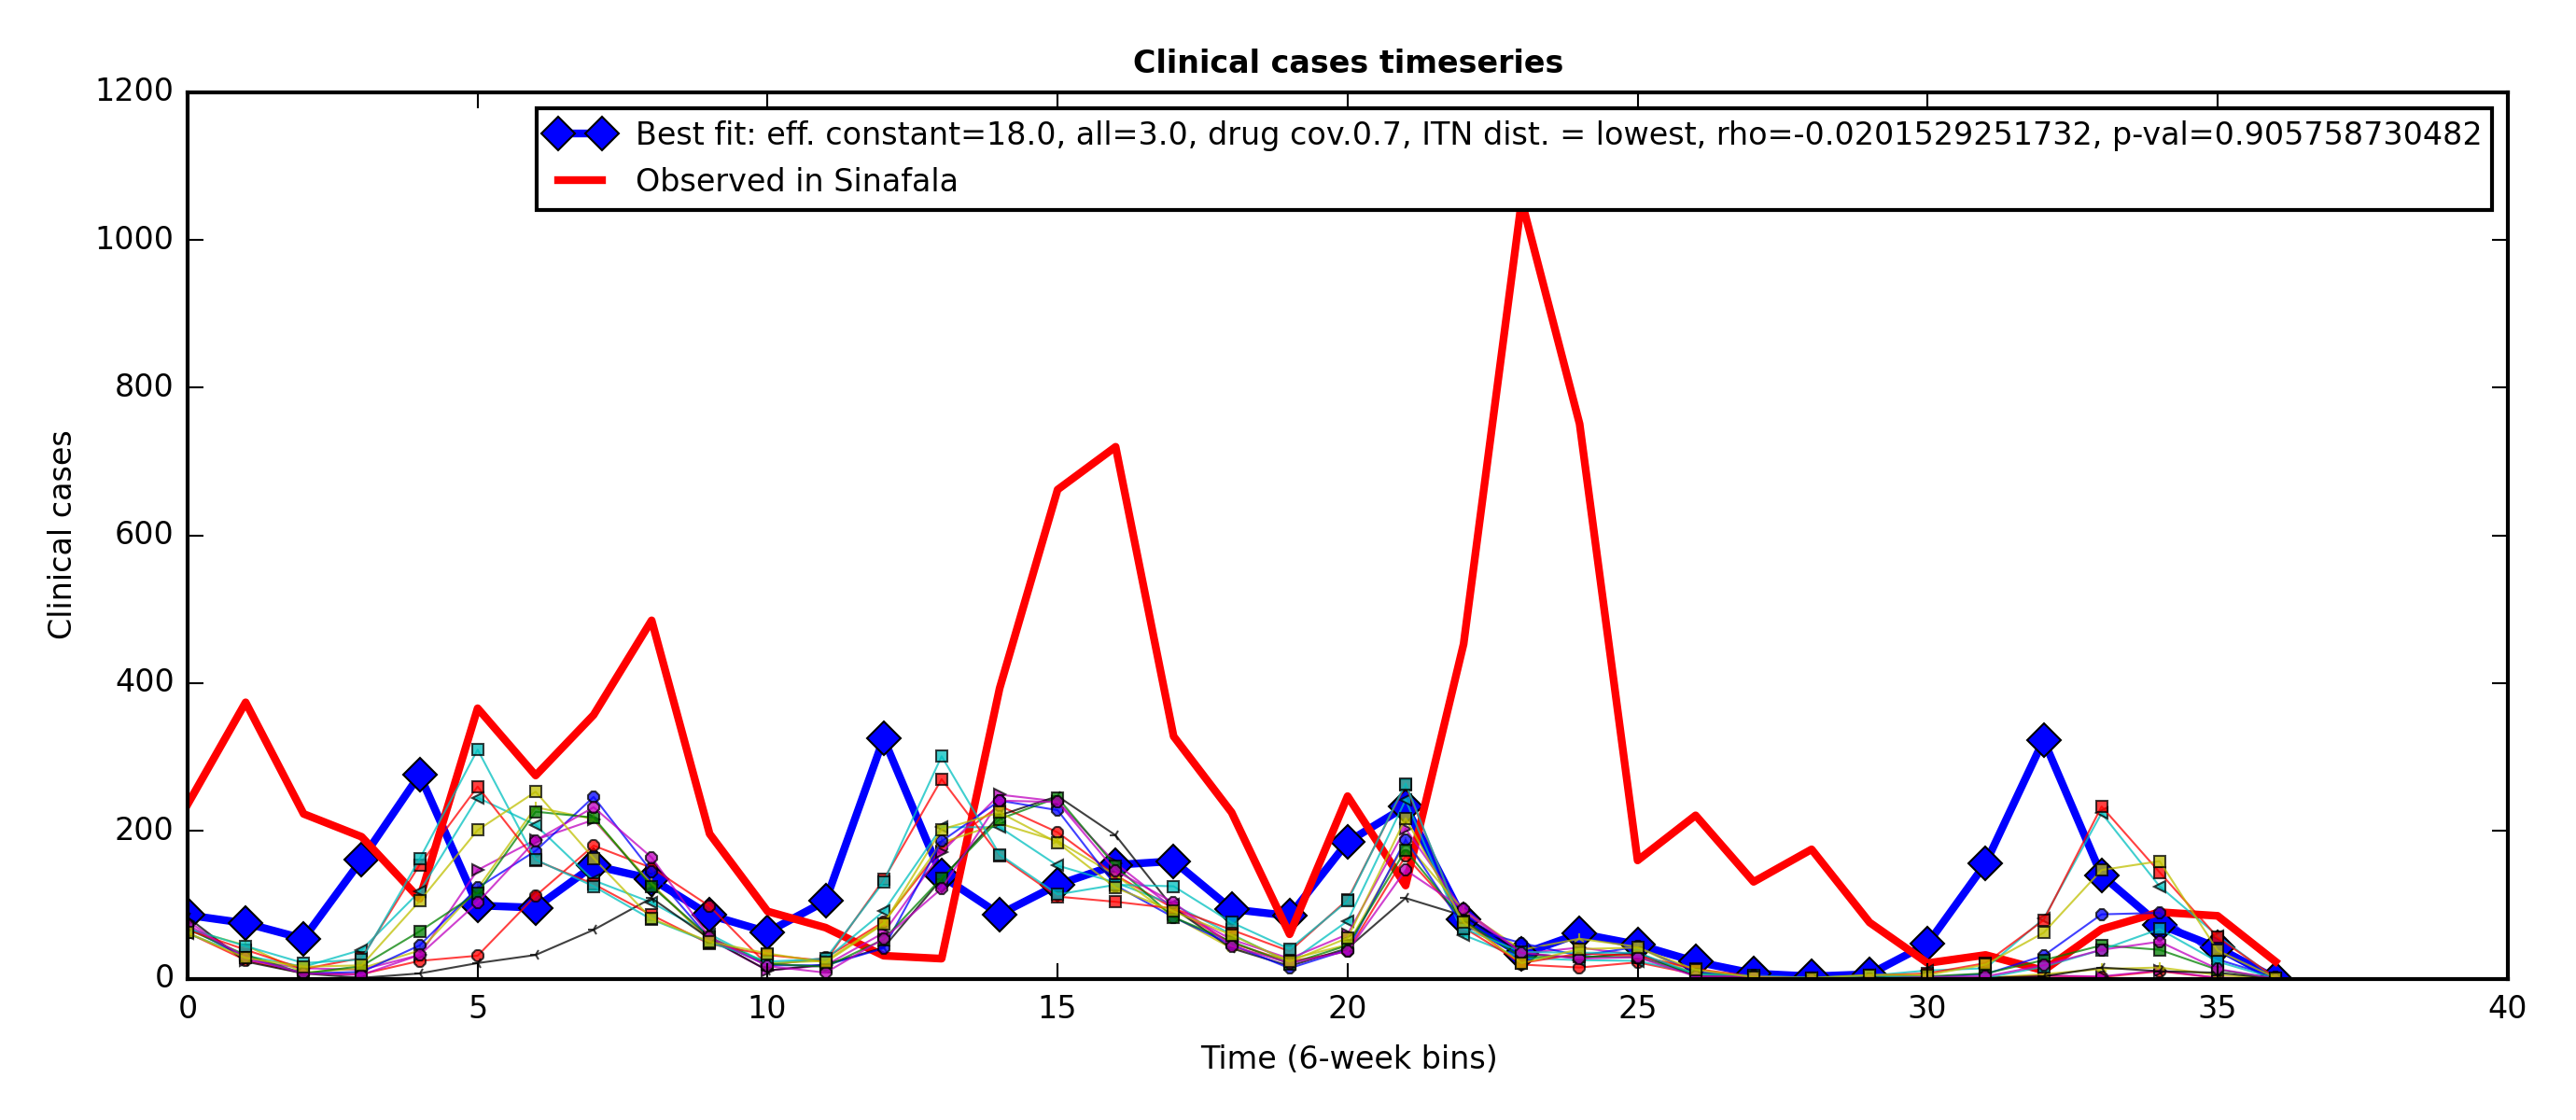 Clinical cases timeseries
1200
1000
800
600
400
200
0
Clinical cases
Best fit: eff. constant=18.0, all=3.0, drug cov.0.7, ITN dist. = lowest, rho=-0.0201529251732, p-val=0.905758730482
Observed in Sinafala
0 5 10 15 20 25 30 35 40
Time (6-week bins)